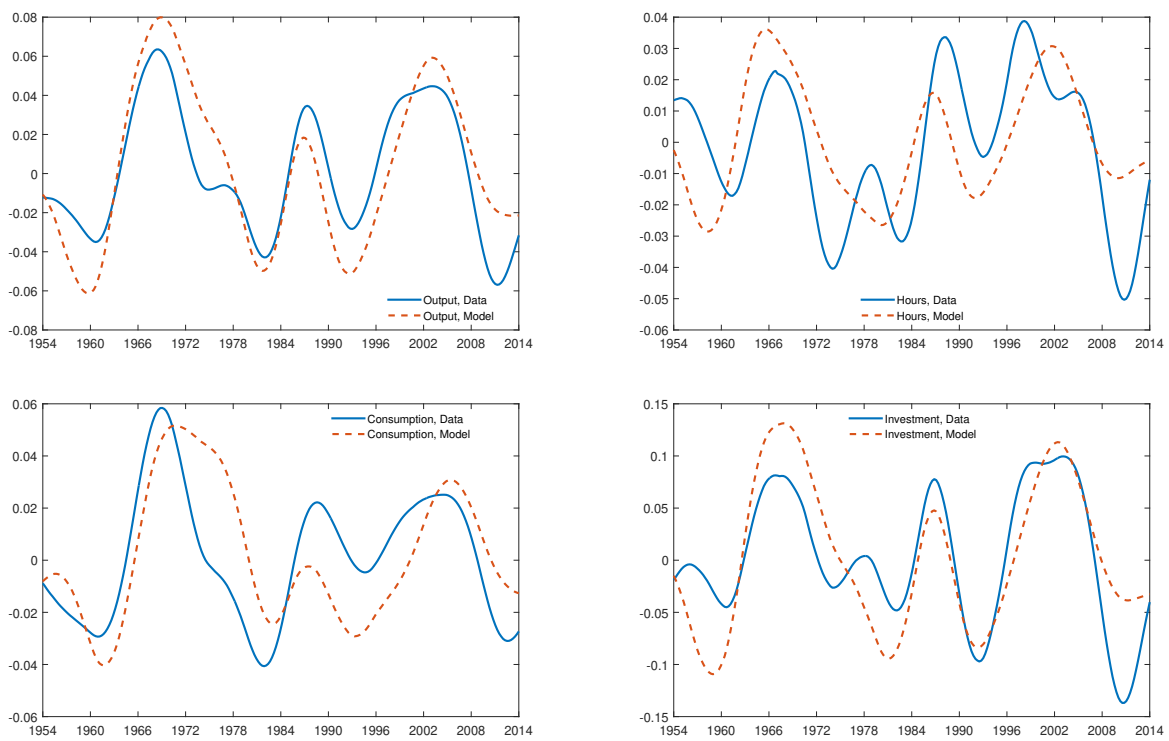 0.08
0.06
0.04
0.02
0
-0.02
-0.04
-0.06
-0.08
1954 1960 1966 1972 1978 1984 1990 1996 2002 2008 2014
Output, Data
Output, Model
0.04
0.03
0.02
0.01
0
-0.01
-0.02
-0.03
-0.04
-0.05
-0.06
1954 1960 1966 1972 1978 1984 1990 1996 2002 2008 2014
Hours, Data
Hours, Model
0.06
0.04
0.02
0
-0.02
-0.04
-0.06
1954 1960 1966 1972 1978 1984 1990 1996 2002 2008 2014
Consumption, Data
Consumption, Model
0.15
0.1
0.05
0
-0.05
-0.1
-0.15
1954 1960 1966 1972 1978 1984 1990 1996 2002 2008 2014
Investment, Data
Investment, Model